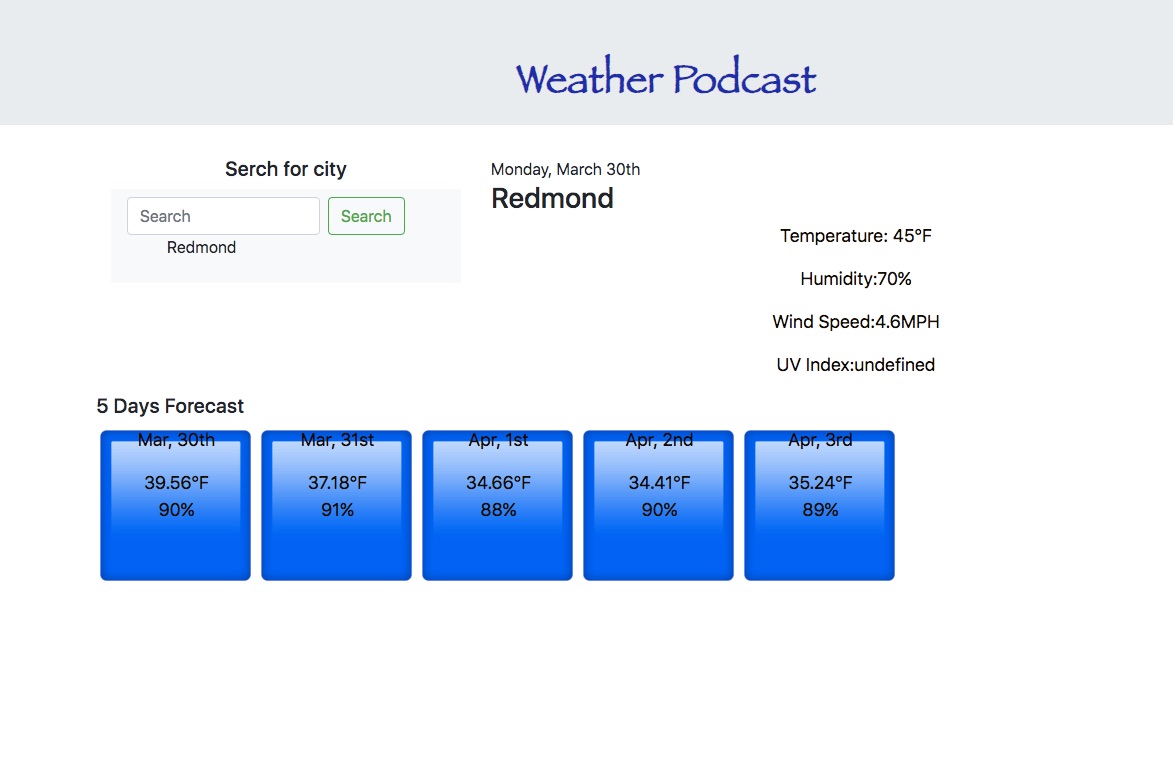 Weather Podcast
Serch for city
Search Search
Redmond
Monday, March 30th
Redmond
Temperature: 45°F
Humidity:70%
Wind Speed:4.6MPH
UV Index:undefined
5 Days Forecast
Mar, 30th Mar, 31st Apr, 1st Apr, 2nd Apr, 3rd
39.56°F 37.18°F 34.66°F 34.41°F 35.24°F
90% 91% 88% 90% 89%